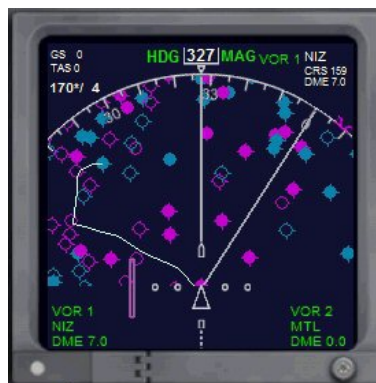 GS 0
TAS 0
170°/ 4
HDG 327 MAG VOR 1 NIZ
CRS 159
DME 7.0
30
33
0
VOR 1
NIZ
DME 7.0
VOR 2
MTL
DME 0.0